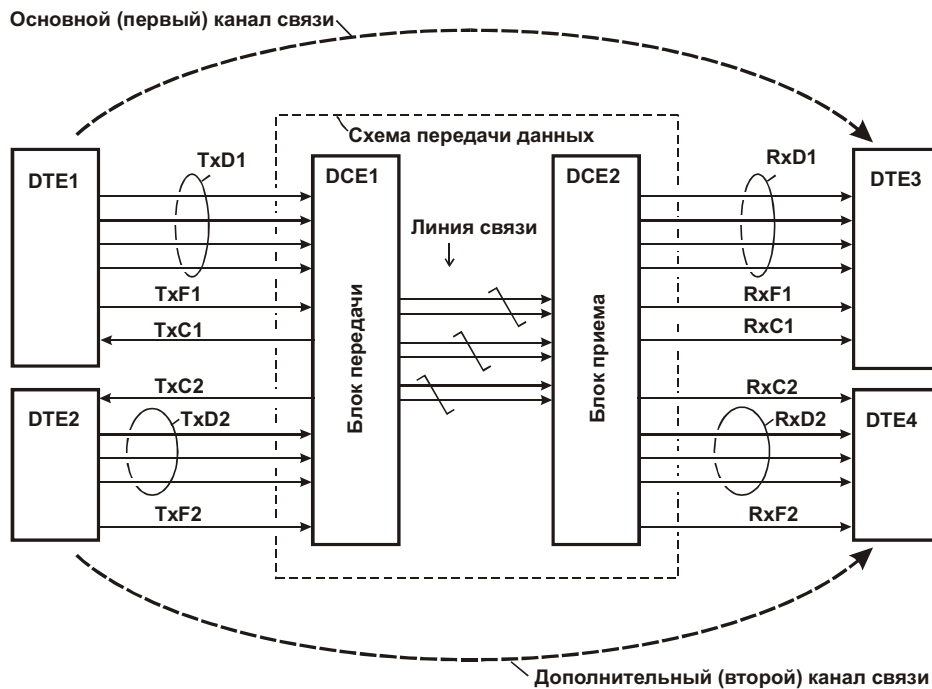 Основной (первый) канал связи
Схема передачи данных
DTE1
TxD1
DCE1
DCE2
RxD1
DTE3
Линия связи
TxF1
RxF1
TxC1
RxC1
Блок передачи
Блок приема
TxC2
RxC2
DTE2
TxD2
RxD2
DTE4
TxF2
RxF2
Дополнительный (второй) канал связи